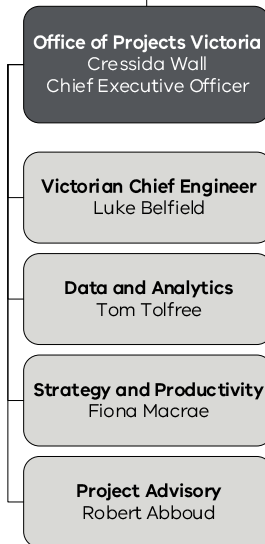 Office of Projects Victoria
Cressida Wall
Chief Executive Officer
Victorian Chief Engineer
Luke Belfield
Data and Analytics
Tom Tolfree
Strategy and Productivity
Fiona Macrae
Project Advisory
Robert Abboud